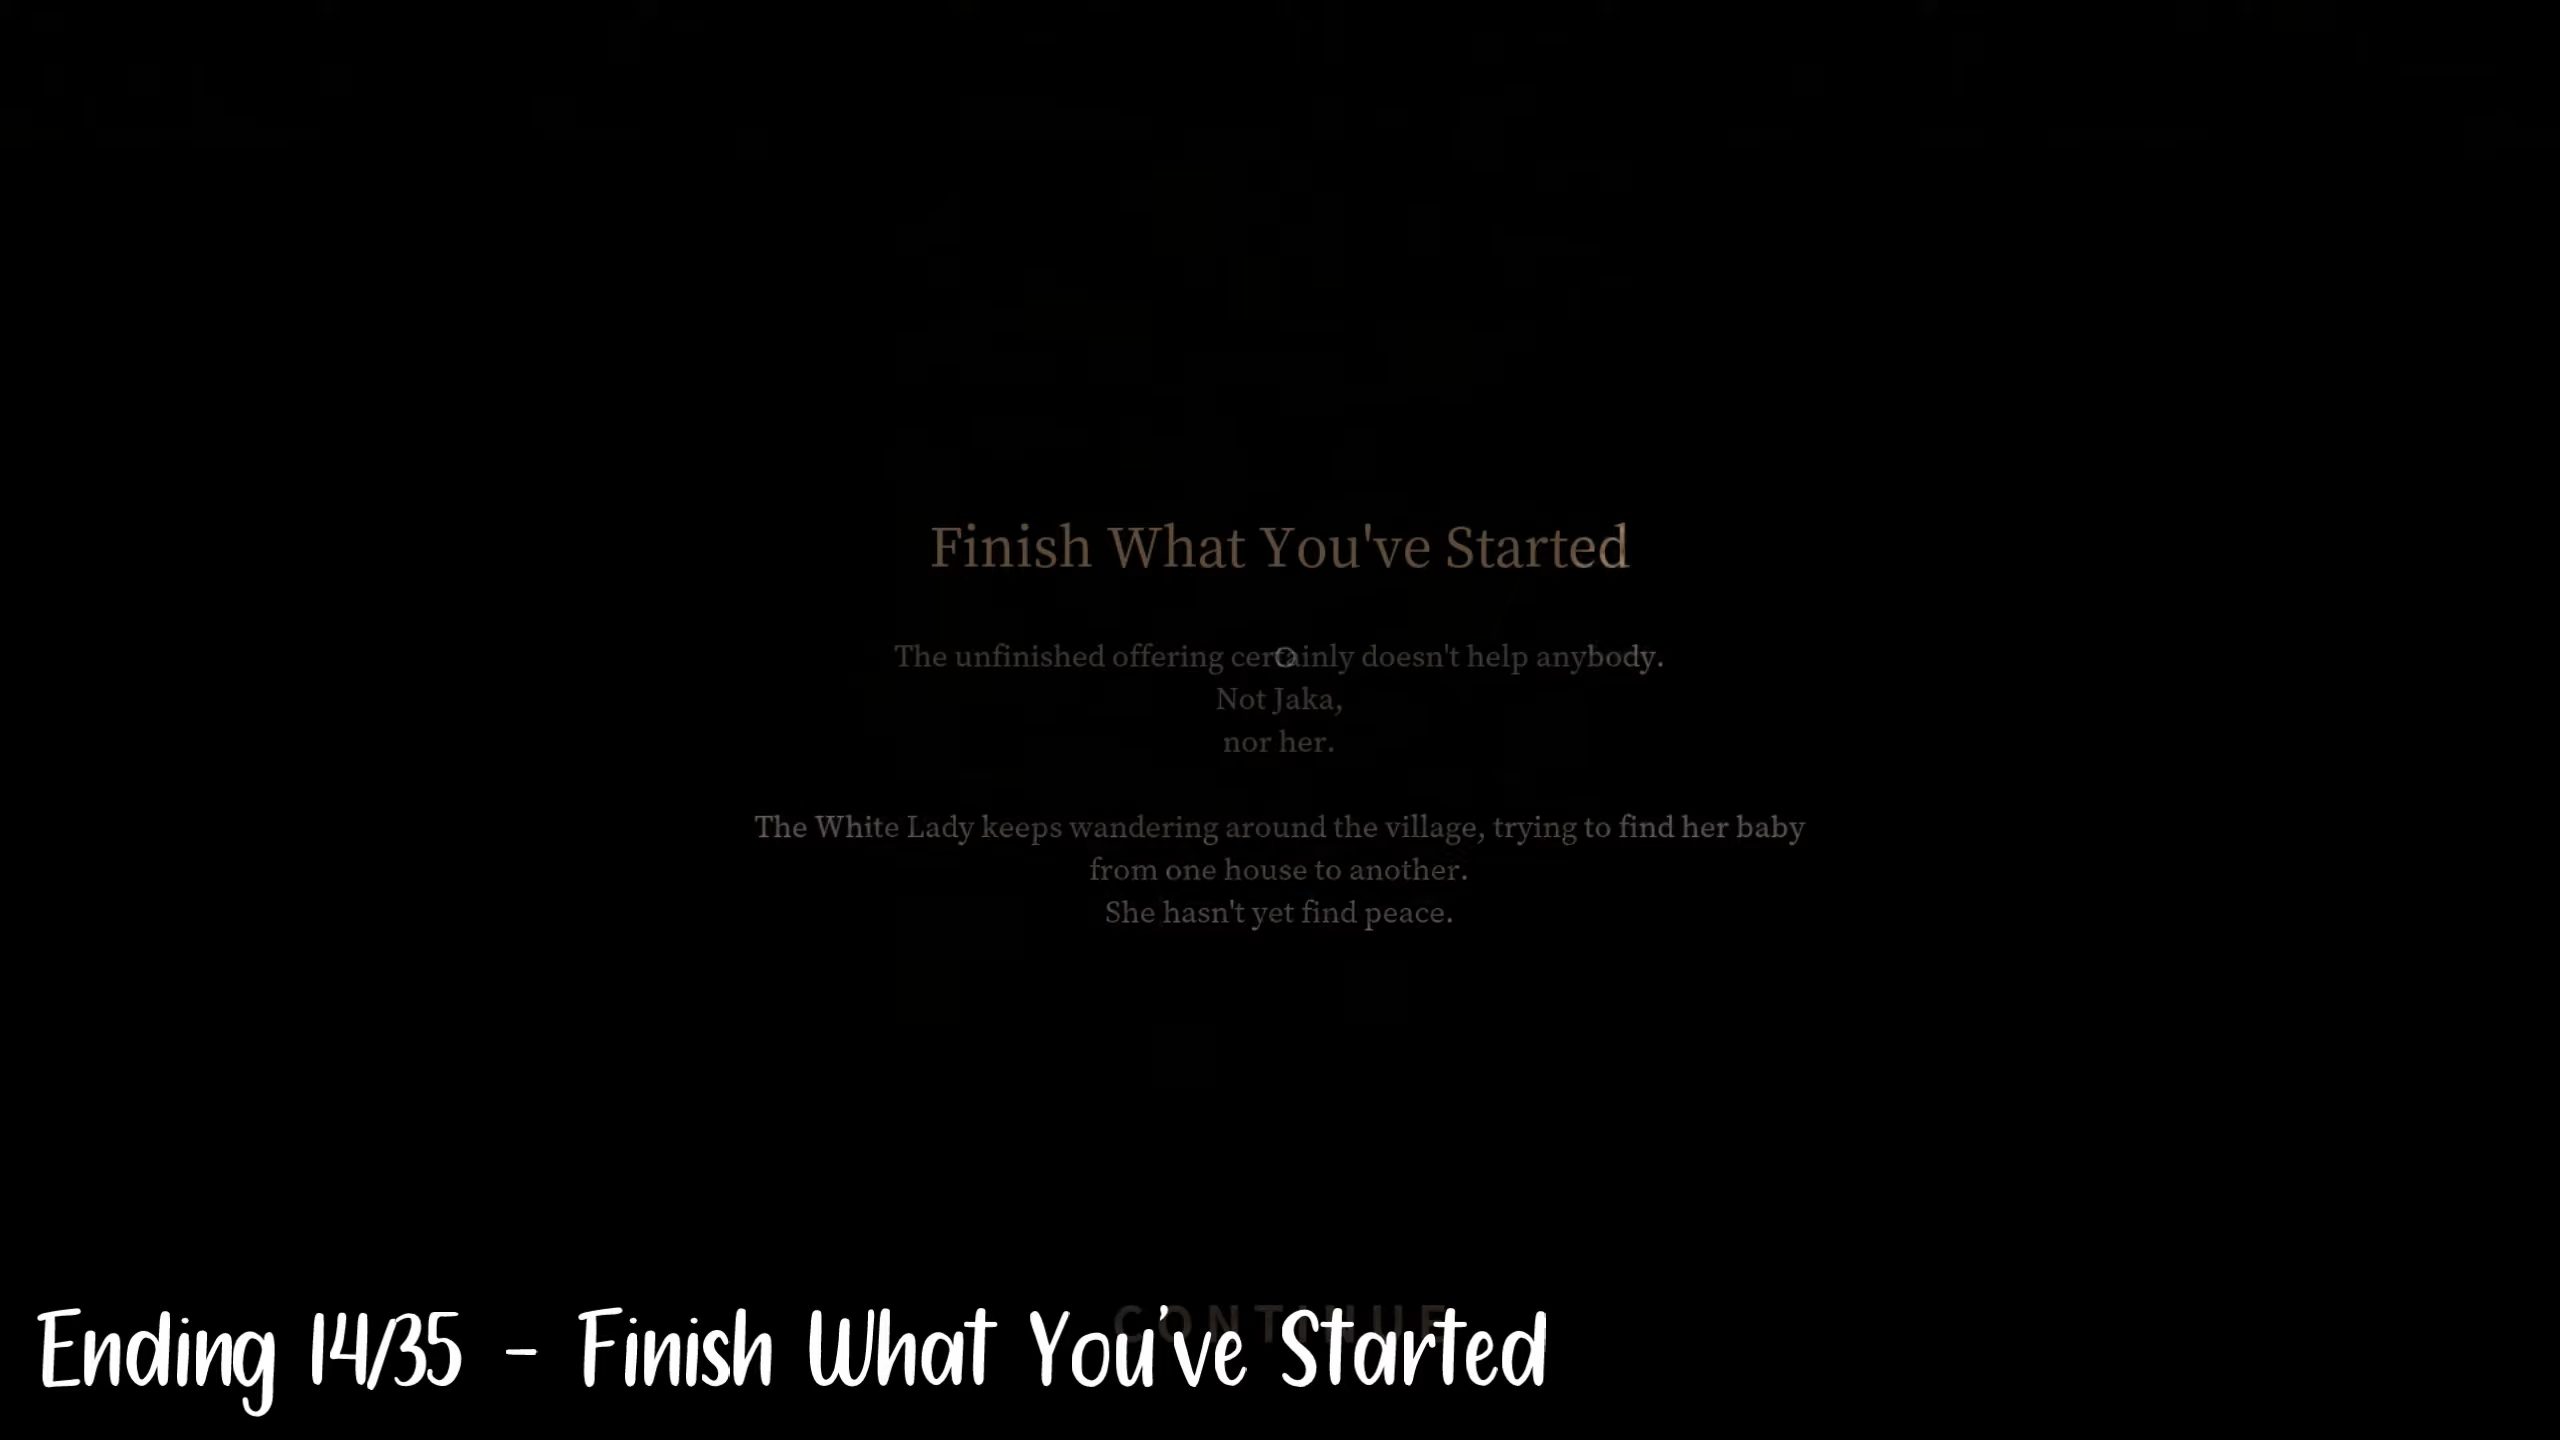 Finish What You've Started
The unfinished offering certainly doesn't help anybody.
Not Jaka,
nor her.
The White Lady keeps wandering around the village, trying to find her baby
from one house to another.
She hasn't yet find peace.
CONTINUE
Ending 14/35 - Finish What You've Started